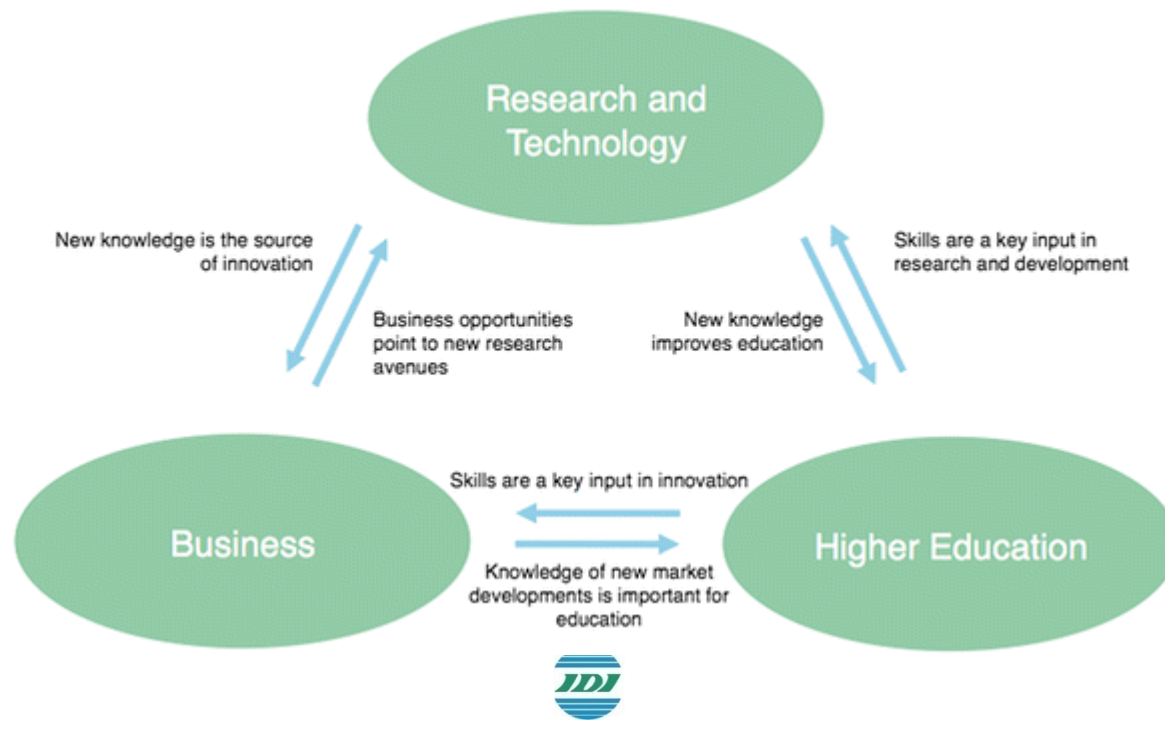 Research and
Technology
New knowledge is the source
of innovation
Skills are a key input in
research and development
Business opportunities
point to new research
avenues
New knowledge
improves education
Skills are a key input in innovation
Business
Higher Education
Knowledge of new market
developments is important for
education
JDI